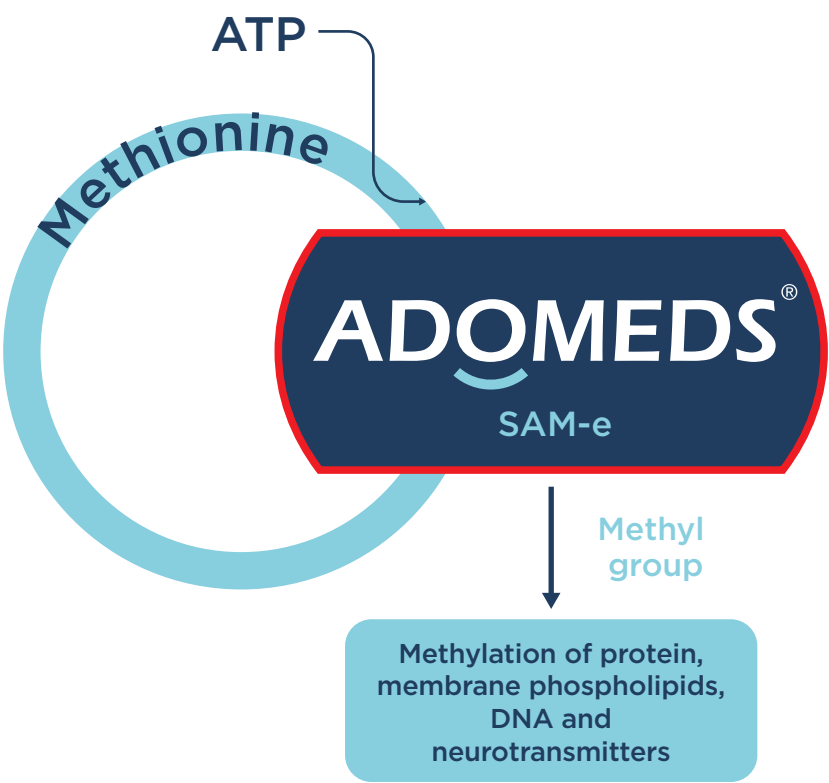 ATP
Methionine
ADOMEDS®
SAM-e
Methyl
group
Methylation of protein,
membrane phospholipids,
DNA and
neurotransmitters